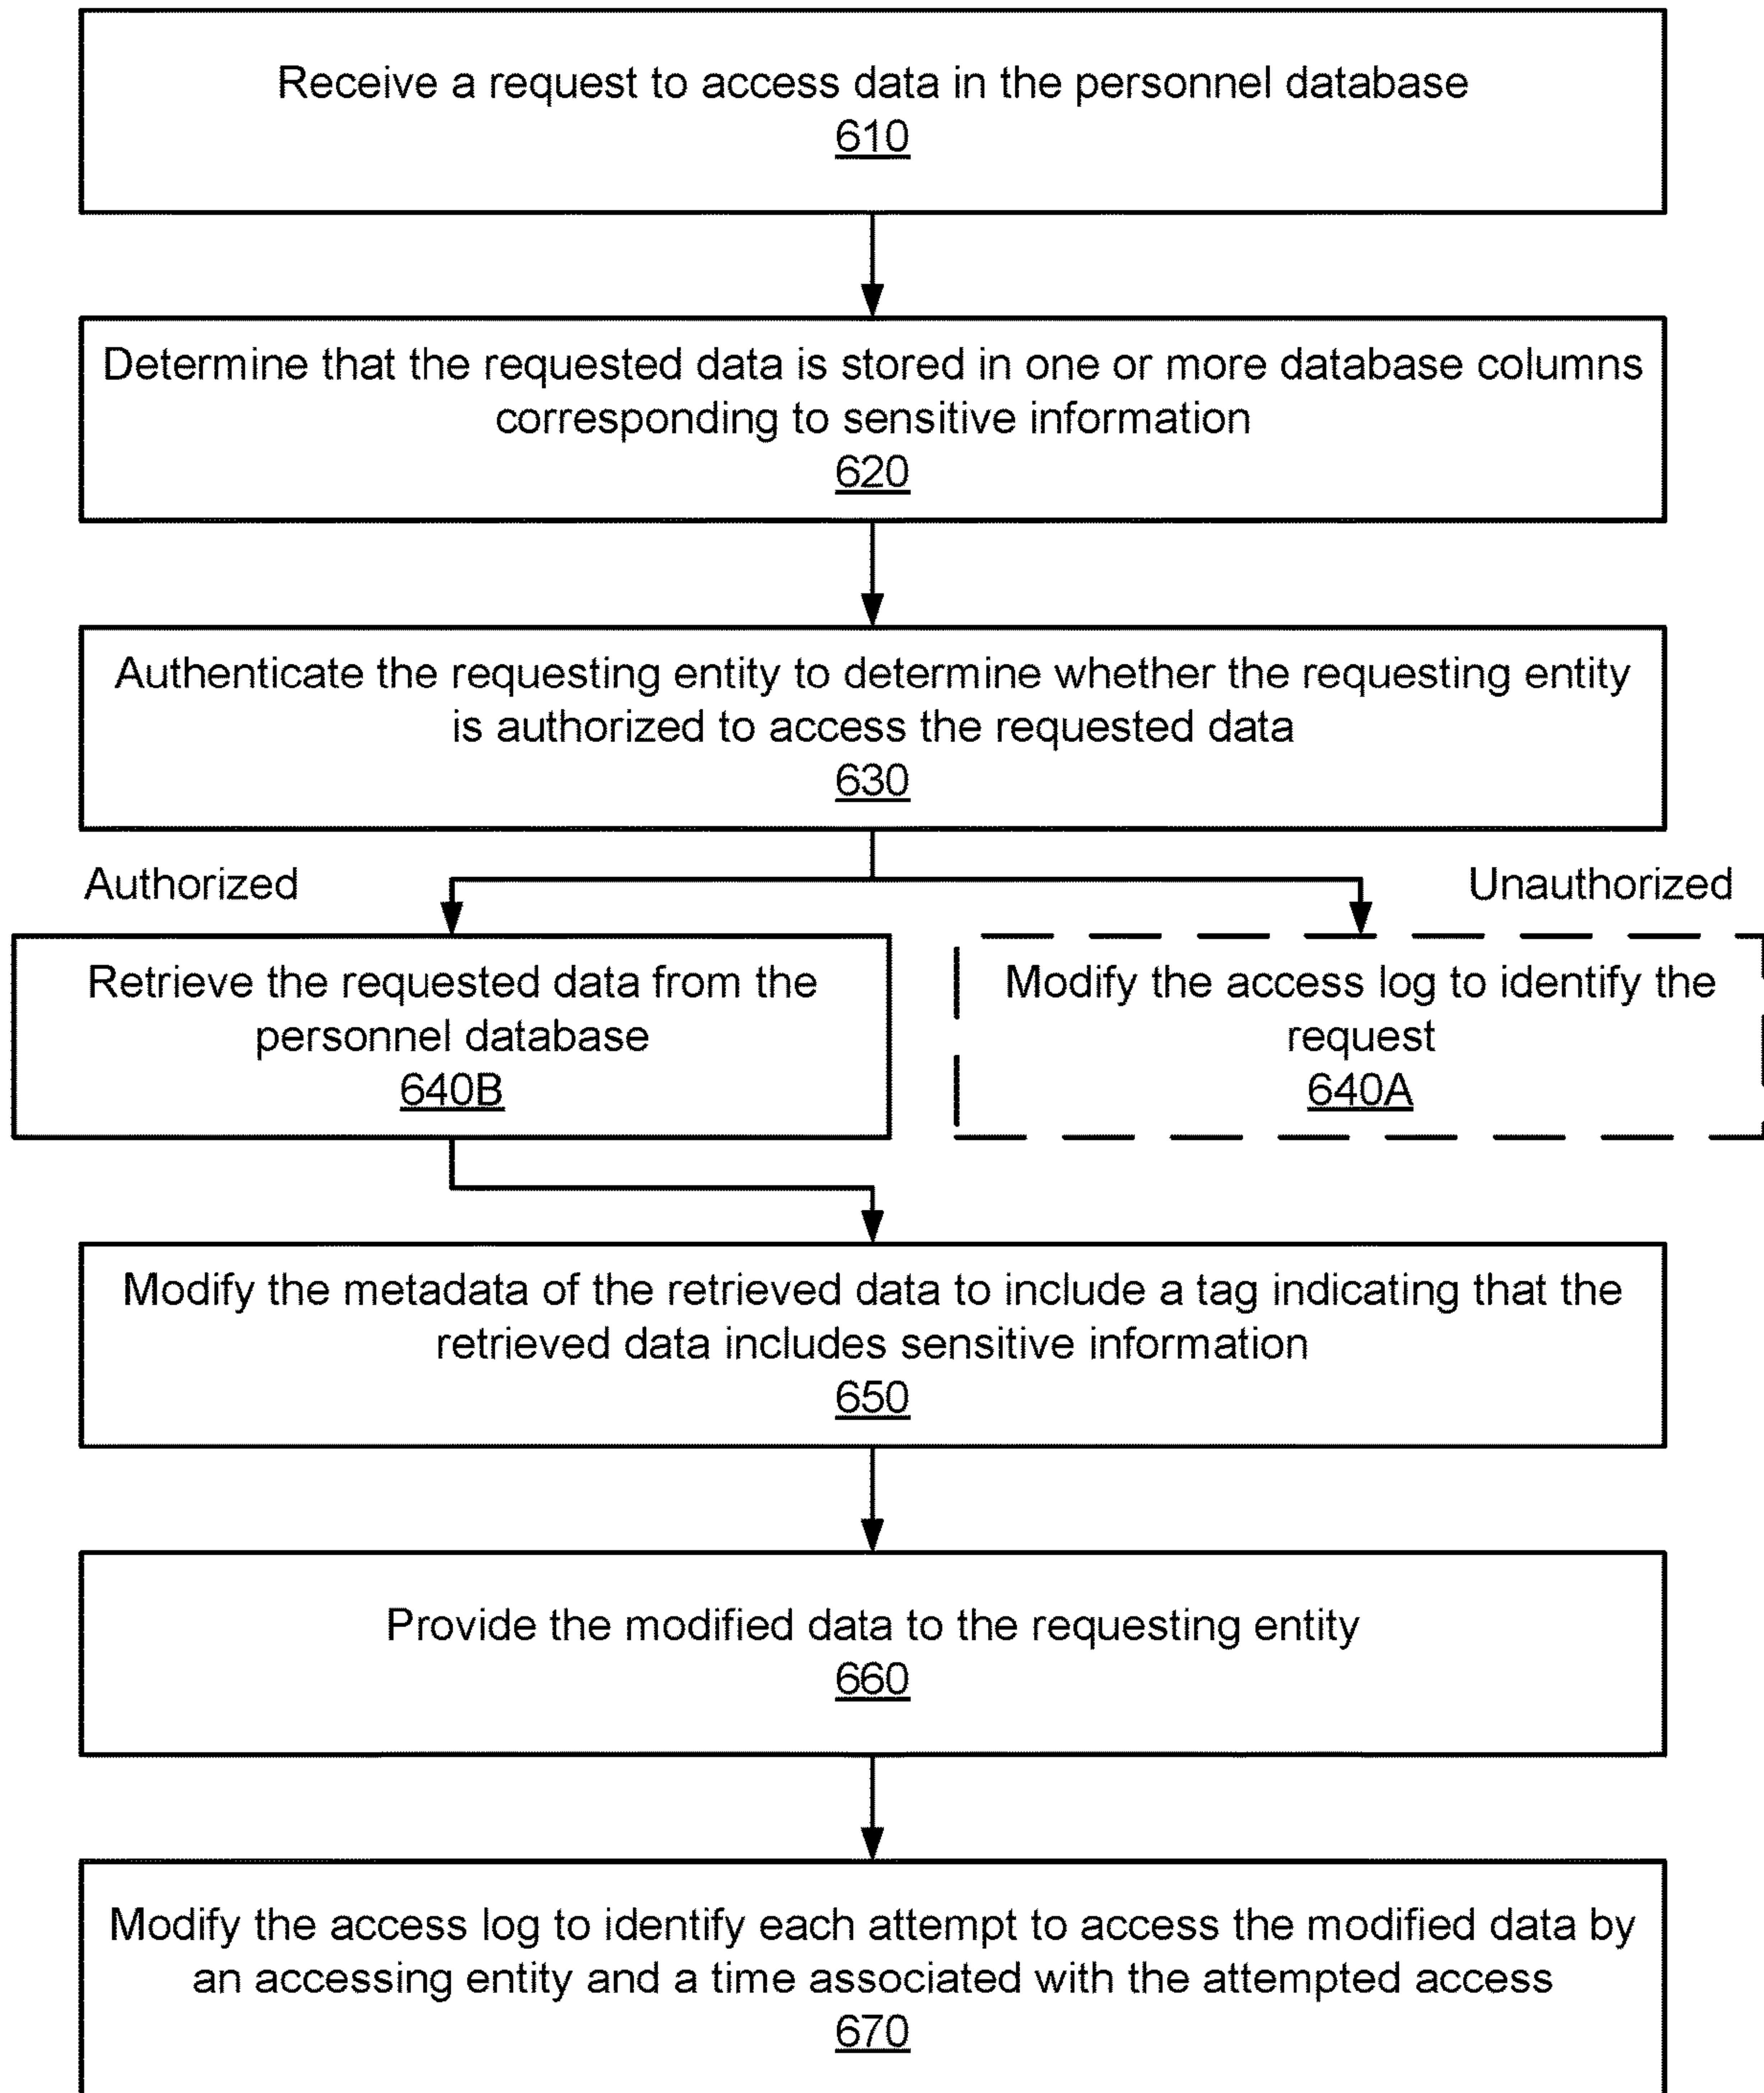 Receive a request to access data in the personnel database
610
Determine that the requested data is stored in one or more database columns
corresponding to sensitive information
620
Authenticate the requesting entity to determine whether the requesting entity
is authorized to access the requested data
630
Authorized
Unauthorized
Retrieve the requested data from the
personnel database
640B
Modify the access log to identify the
request
640A
Modify the metadata of the retrieved data to include a tag indicating that the
retrieved data includes sensitive information
650
Provide the modified data to the requesting entity
660
Modify the access log to identify each attempt to access the modified data by
an accessing entity and a time associated with the attempted access
670